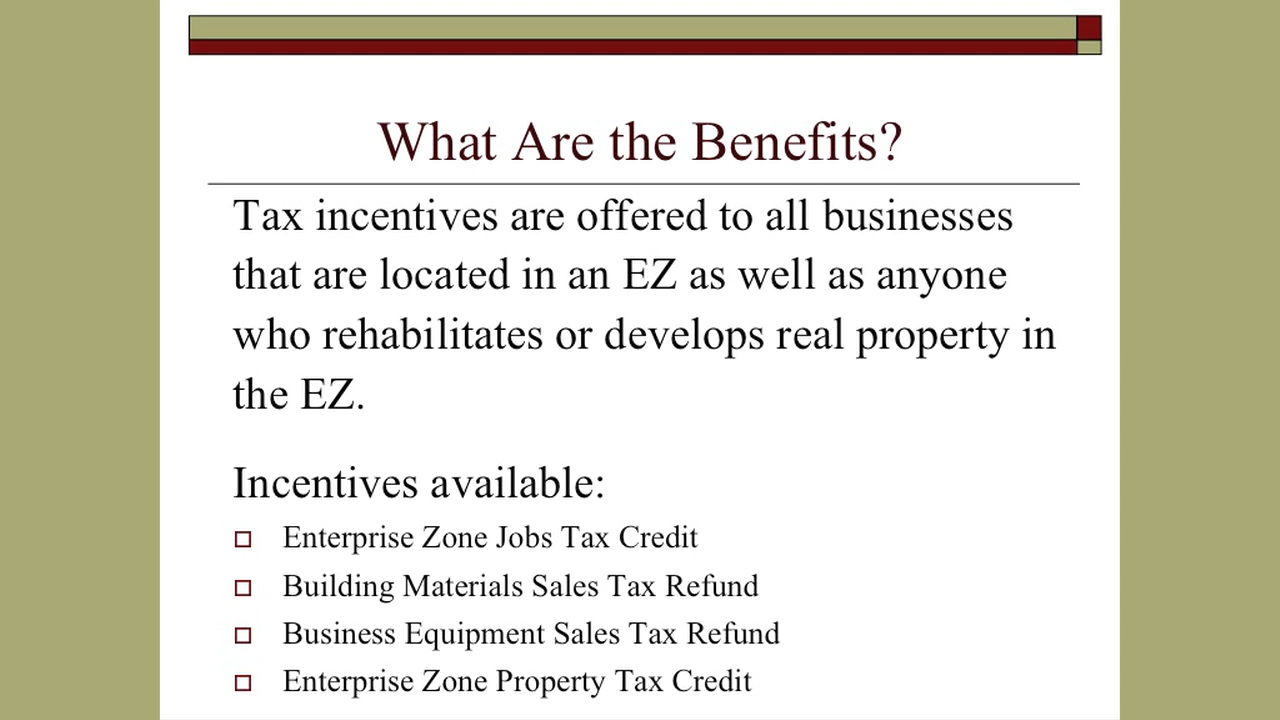 What Are the Benefits?
Tax incentives are offered to all businesses
that are located in an EZ as well as anyone
who rehabilitates or develops real property in
the EZ.
Incentives available:
Enterprise Zone Jobs Tax Credit
Building Materials Sales Tax Refund
Business Equipment Sales Tax Refund
Enterprise Zone Property Tax Credit